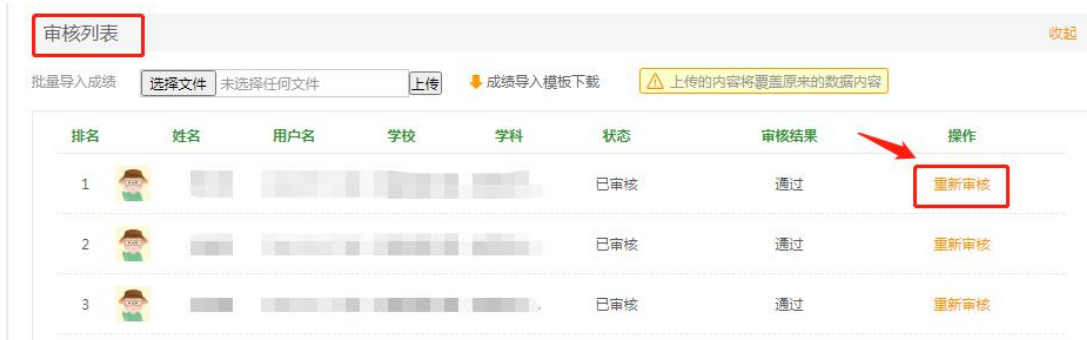 审核列表 收起
批量导入成绩 选择文件 未选择任何文件 上传 成绩导入模板下载 上传的内容将覆盖原来的数据内容
排名 姓名 用户名 学校 学科 状态 审核结果 操作
1 已审核 通过 重新审核
2 已审核 通过 重新审核
3 已审核 通过 重新审核